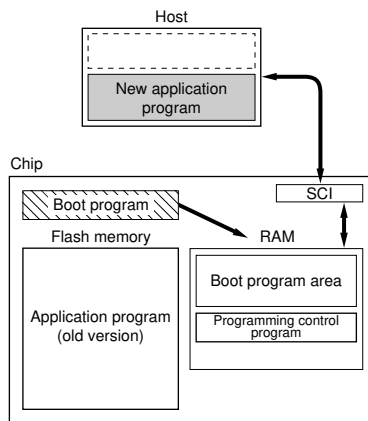 Host
New application
program
Chip
SCI
Boot program
Flash memory
RAM
Boot program area
Application program
(old version)
Programming control
program